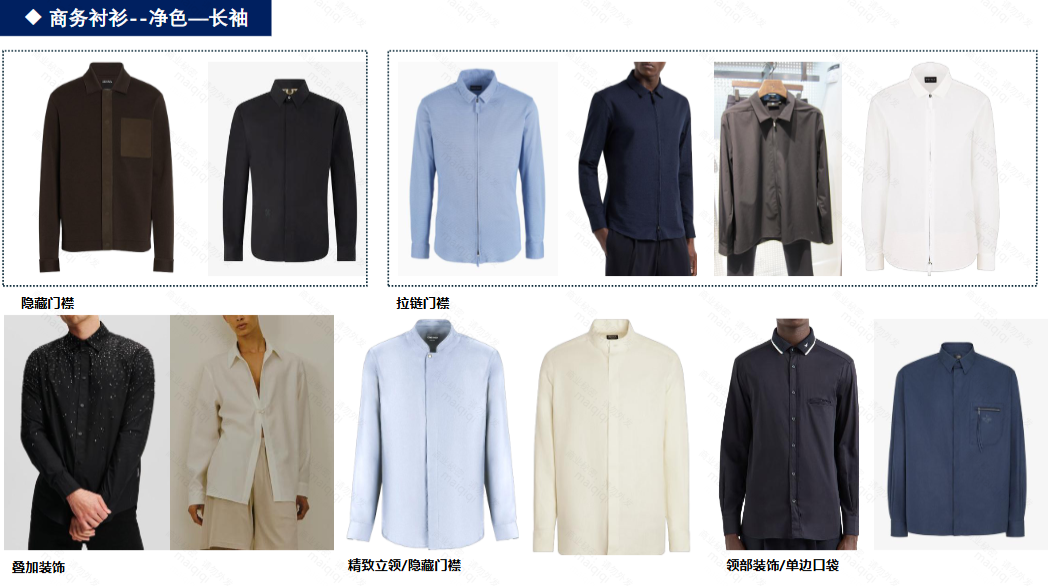 ◆ 商务衬衫--净色—长袖
隐藏门襟
拉链门襟
叠加装饰
精致立领/隐藏门襟
领部装饰/单边口袋